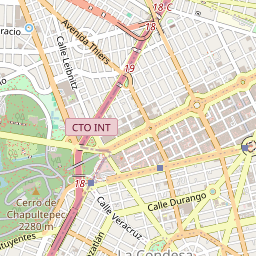 18-C
Avenida Thiers
racio
Calle Leibnitz
19
CTO INT
18
Cerro de
Chapultepec
2280 m
Calle Durango
Calle Veracruz
La Condesa